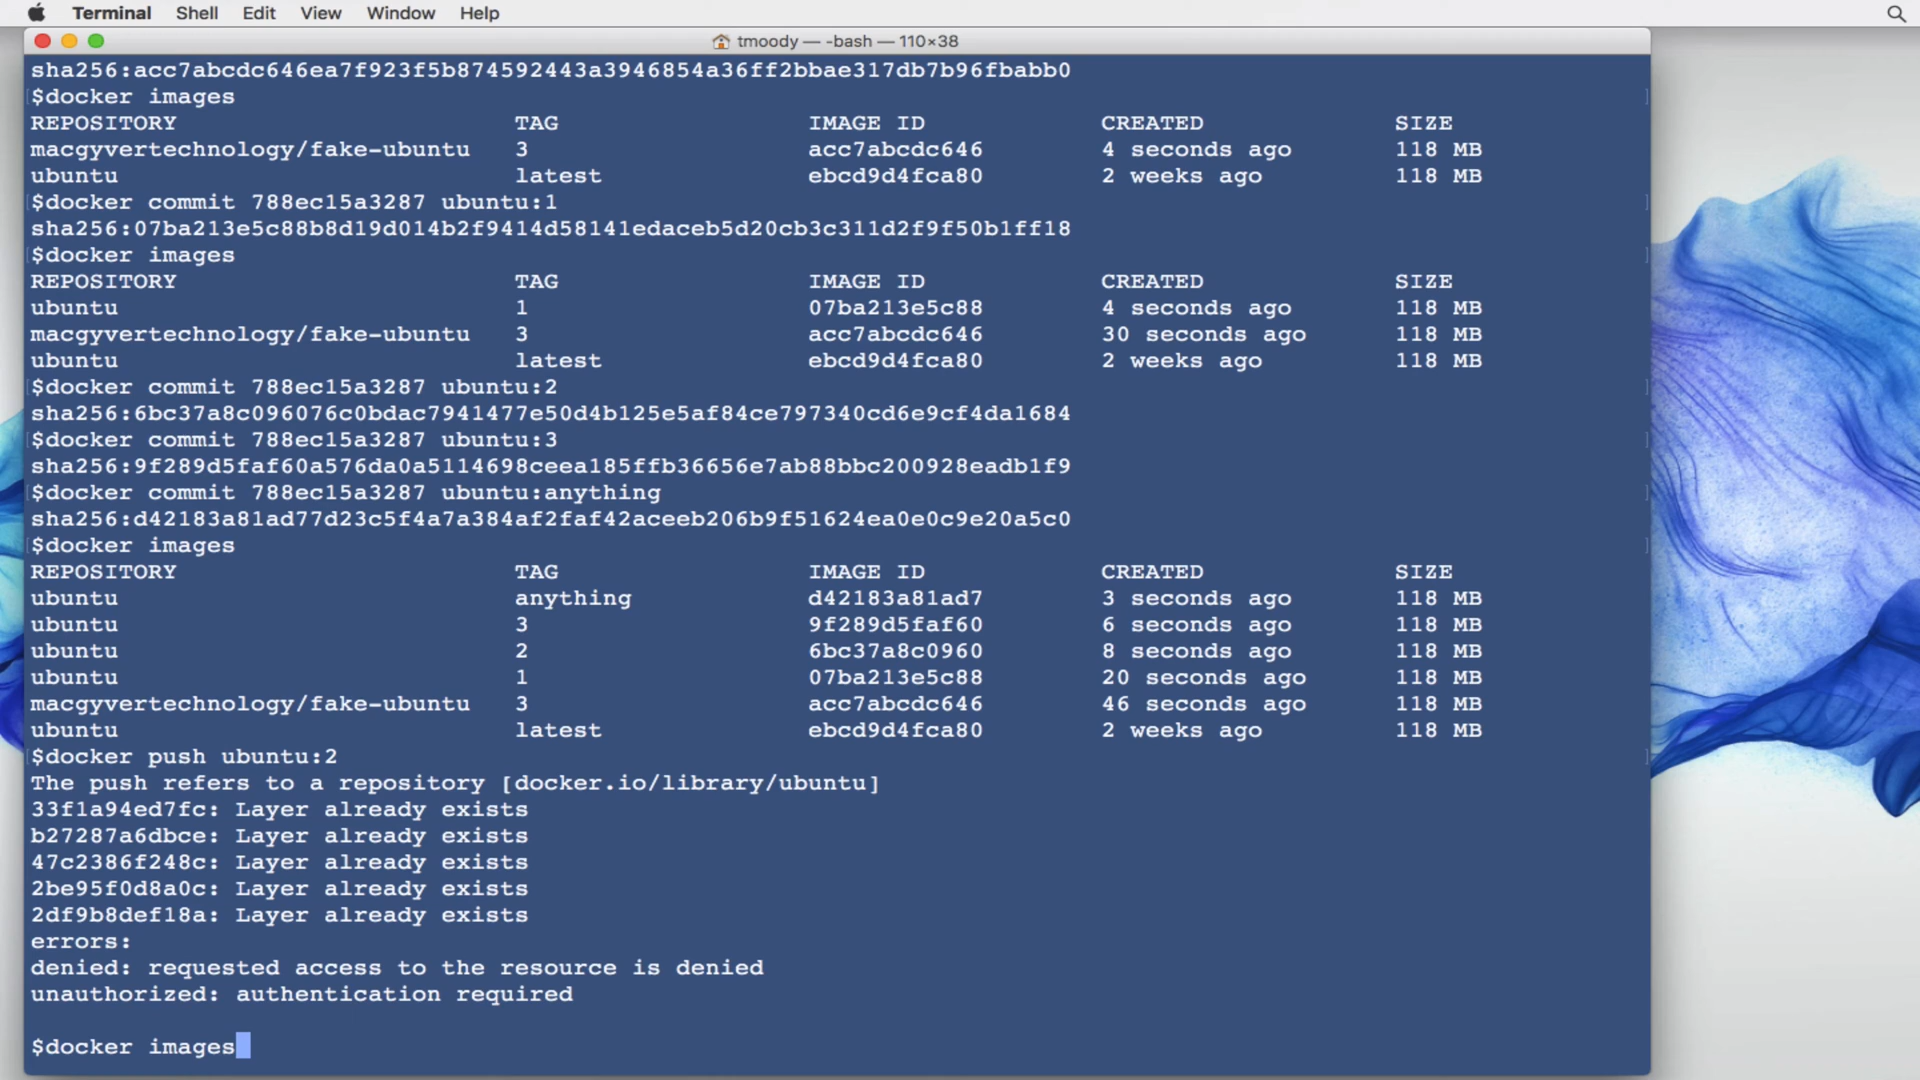 Terminal Shell Edit View Window Help
tmoody — -bash — 110×38
sha256:acc7abcdc646ea7f923f5b874592443a3946854a36ff2bbae317db7b96fbabb0
$docker images
REPOSITORY TAG IMAGE ID CREATED SIZE
macgyvertechnology/fake-ubuntu 3 acc7abcdc646 4 seconds ago 118 MB
ubuntu latest ebcd9d4fca80 2 weeks ago 118 MB
$docker commit 788ec15a3287 ubuntu:1
sha256:07ba213e5c88b8d19d014b2f9414d58141edaceb5d20cb3c311d2f9f50b1ff18
$docker images
REPOSITORY TAG IMAGE ID CREATED SIZE
ubuntu 1 07ba213e5c88 4 seconds ago 118 MB
macgyvertechnology/fake-ubuntu 3 acc7abcdc646 30 seconds ago 118 MB
ubuntu latest ebcd9d4fca80 2 weeks ago 118 MB
$docker commit 788ec15a3287 ubuntu:2
sha256:6bc37a8c096076c0bdac7941477e50d4b125e5af84ce797340cd6e9cf4da1684
$docker commit 788ec15a3287 ubuntu:3
sha256:9f289d5faf60a576da0a5114698ceea185ffb36656e7ab88bbc200928eadb1f9
$docker commit 788ec15a3287 ubuntu:anything
sha256:d42183a81ad77d23c5f4a7a384af2faf42aceeb206b9f51624ea0e0c9e20a5c0
$docker images
REPOSITORY TAG IMAGE ID CREATED SIZE
ubuntu anything d42183a81ad7 3 seconds ago 118 MB
ubuntu 3 9f289d5faf60 6 seconds ago 118 MB
ubuntu 2 6bc37a8c0960 8 seconds ago 118 MB
ubuntu 1 07ba213e5c88 20 seconds ago 118 MB
macgyvertechnology/fake-ubuntu 3 acc7abcdc646 46 seconds ago 118 MB
ubuntu latest ebcd9d4fca80 2 weeks ago 118 MB
$docker push ubuntu:2
The push refers to a repository [docker.io/library/ubuntu]
33f1a94ed7fc: Layer already exists
b27287a6dbce: Layer already exists
47c2386f248c: Layer already exists
2be95f0d8a0c: Layer already exists
2df9b8def18a: Layer already exists
errors:
denied: requested access to the resource is denied
unauthorized: authentication required
$docker images